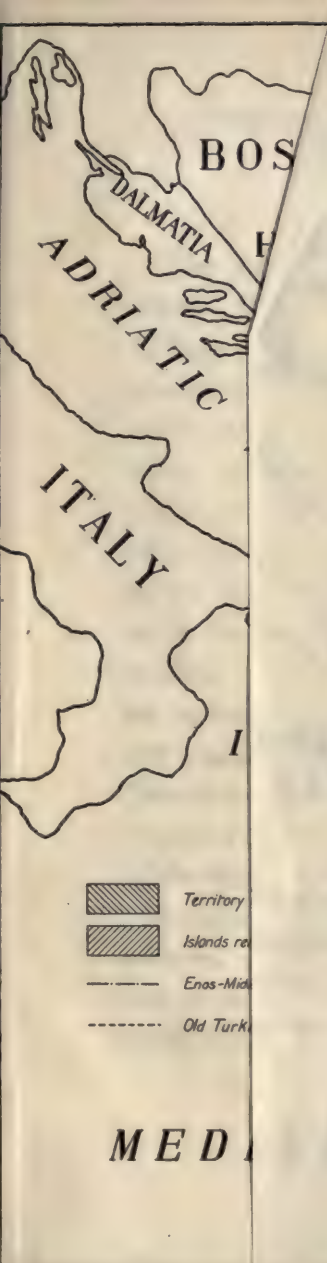 BOS
DALMATIA
H
ADRIATIC
ITALY
I
Territory
Islands re
Enos-Mid
Old Turk
MEDI